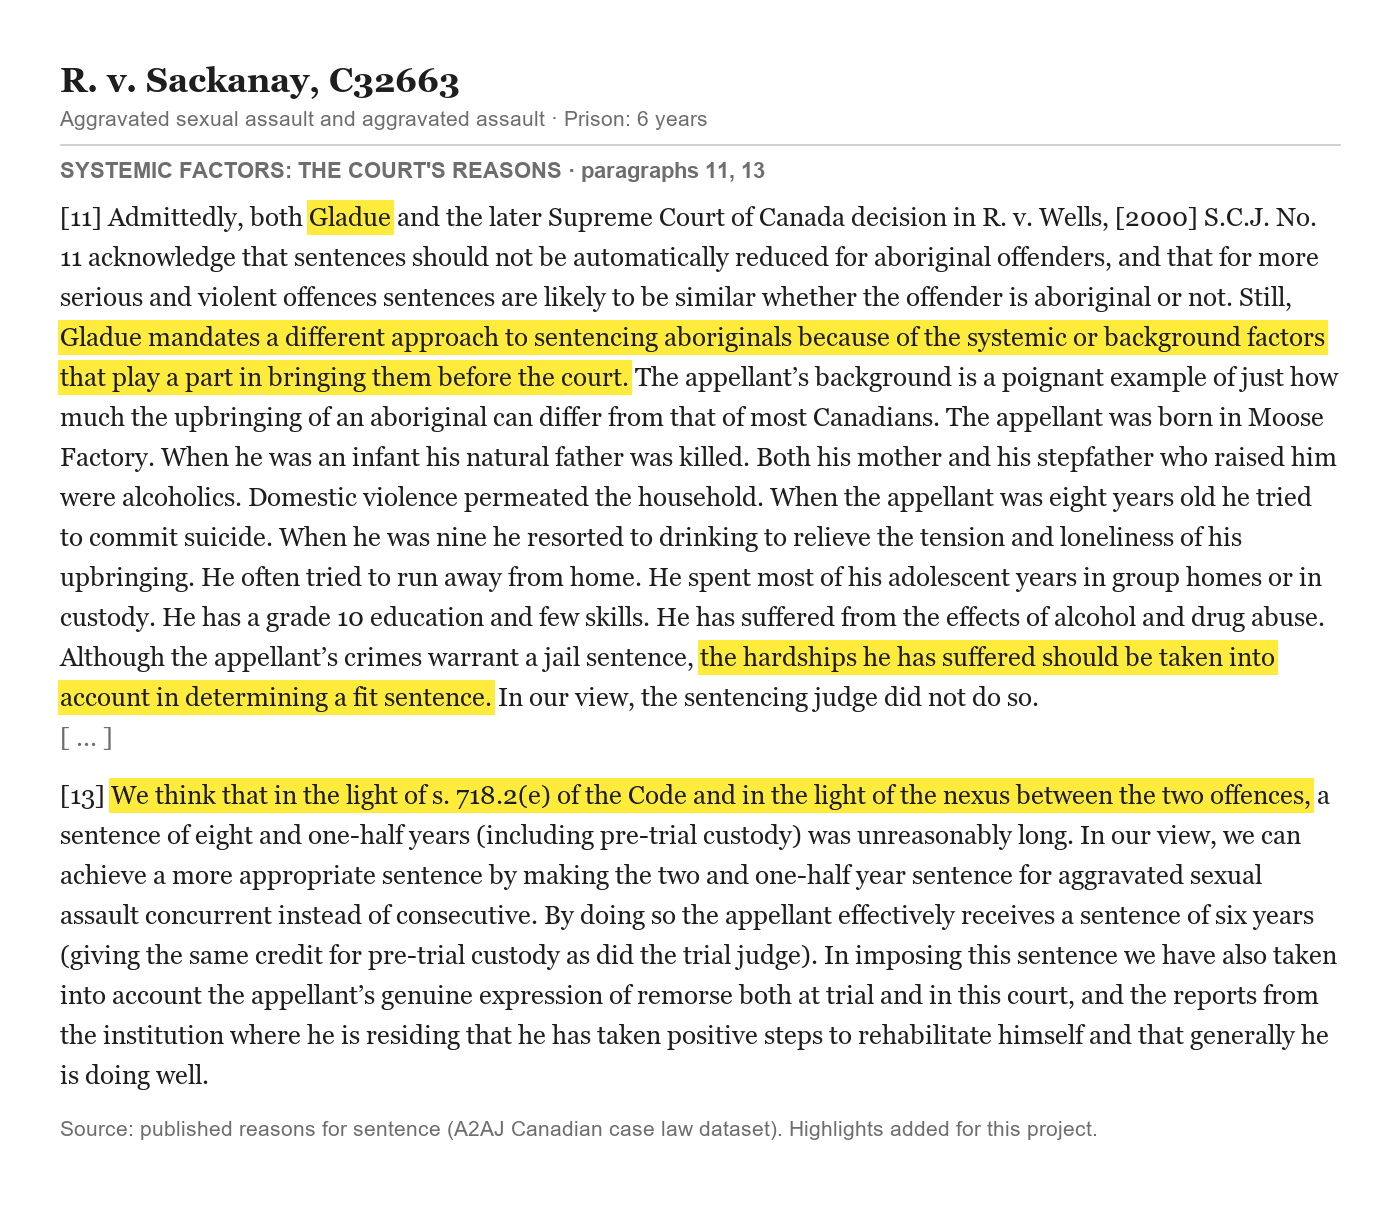 R. v. Sackanay, C32663
Aggravated sexual assault and aggravated assault · Prison: 6 years
SYSTEMIC FACTORS: THE COURT'S REASONS · paragraphs 11, 13
[11] Admittedly, both Gladue and the later Supreme Court of Canada decision in R. v. Wells, [2000] S.C.J. No.
11 acknowledge that sentences should not be automatically reduced for aboriginal offenders, and that for more
serious and violent offences sentences are likely to be similar whether the offender is aboriginal or not. Still,
Gladue mandates a different approach to sentencing aboriginals because of the systemic or background factors
that play a part in bringing them before the court. The appellant’s background is a poignant example of just how
much the upbringing of an aboriginal can differ from that of most Canadians. The appellant was born in Moose
Factory. When he was an infant his natural father was killed. Both his mother and his stepfather who raised him
were alcoholics. Domestic violence permeated the household. When the appellant was eight years old he tried
to commit suicide. When he was nine he resorted to drinking to relieve the tension and loneliness of his
upbringing. He often tried to run away from home. He spent most of his adolescent years in group homes or in
custody. He has a grade 10 education and few skills. He has suffered from the effects of alcohol and drug abuse.
Although the appellant’s crimes warrant a jail sentence, the hardships he has suffered should be taken into
account in determining a fit sentence. In our view, the sentencing judge did not do so.
[ ... ]
[13] We think that in the light of s. 718.2(e) of the Code and in the light of the nexus between the two offences, a
sentence of eight and one-half years (including pre-trial custody) was unreasonably long. In our view, we can
achieve a more appropriate sentence by making the two and one-half year sentence for aggravated sexual
assault concurrent instead of consecutive. By doing so the appellant effectively receives a sentence of six years
(giving the same credit for pre-trial custody as did the trial judge). In imposing this sentence we have also taken
into account the appellant’s genuine expression of remorse both at trial and in this court, and the reports from
the institution where he is residing that he has taken positive steps to rehabilitate himself and that generally he
is doing well.
Source: published reasons for sentence (A2AJ Canadian case law dataset). Highlights added for this project.